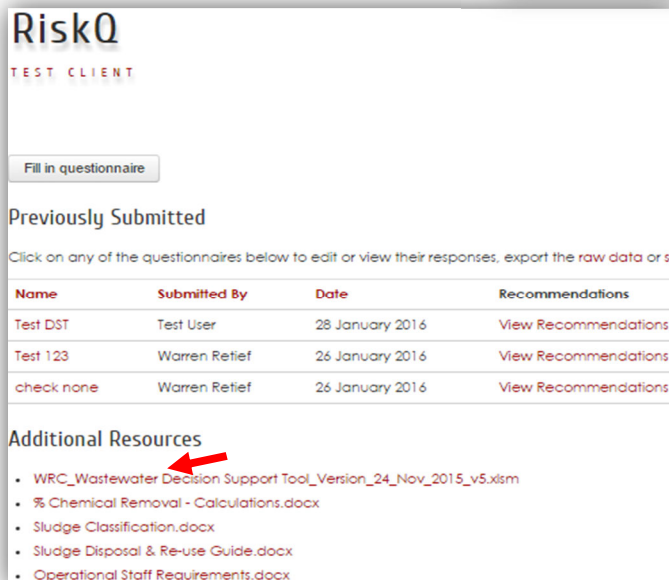 RiskQ
TEST CLIENT
Fill in questionnaire
Previously Submitted
Click on any of the questionnaires below to edit or view their responses, export the raw data or s
Name Submitted By Date Recommendations
Test DST Test User 28 January 2016 View Recommendations
Test 123 Warren Retief 26 January 2016 View Recommendations
check none Warren Retief 26 January 2016 View Recommendations
Additional Resources
• WRC_Wastewater Decision Support Tool_Version_24_Nov_2015_v5.xlsm
• % Chemical Removal - Calculations.docx
• Sludge Classification.docx
• Sludge Disposal & Re-use Guide.docx
• Operational Staff Requirements.docx